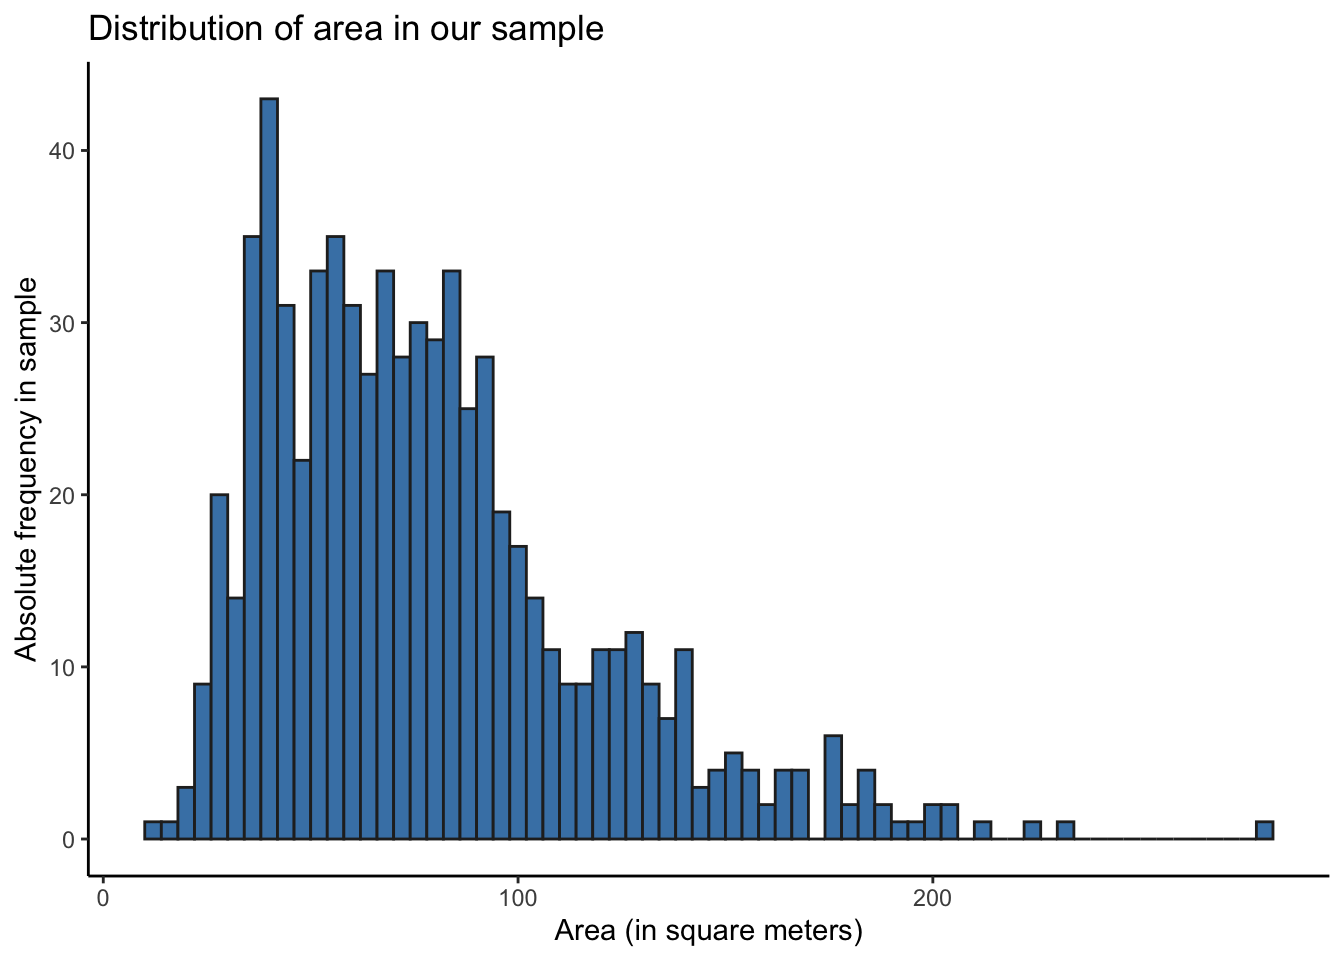 Distribution of area in our sample
Absolute frequency in sample
40
30
20
10
0
0 100 200
Area (in square meters)